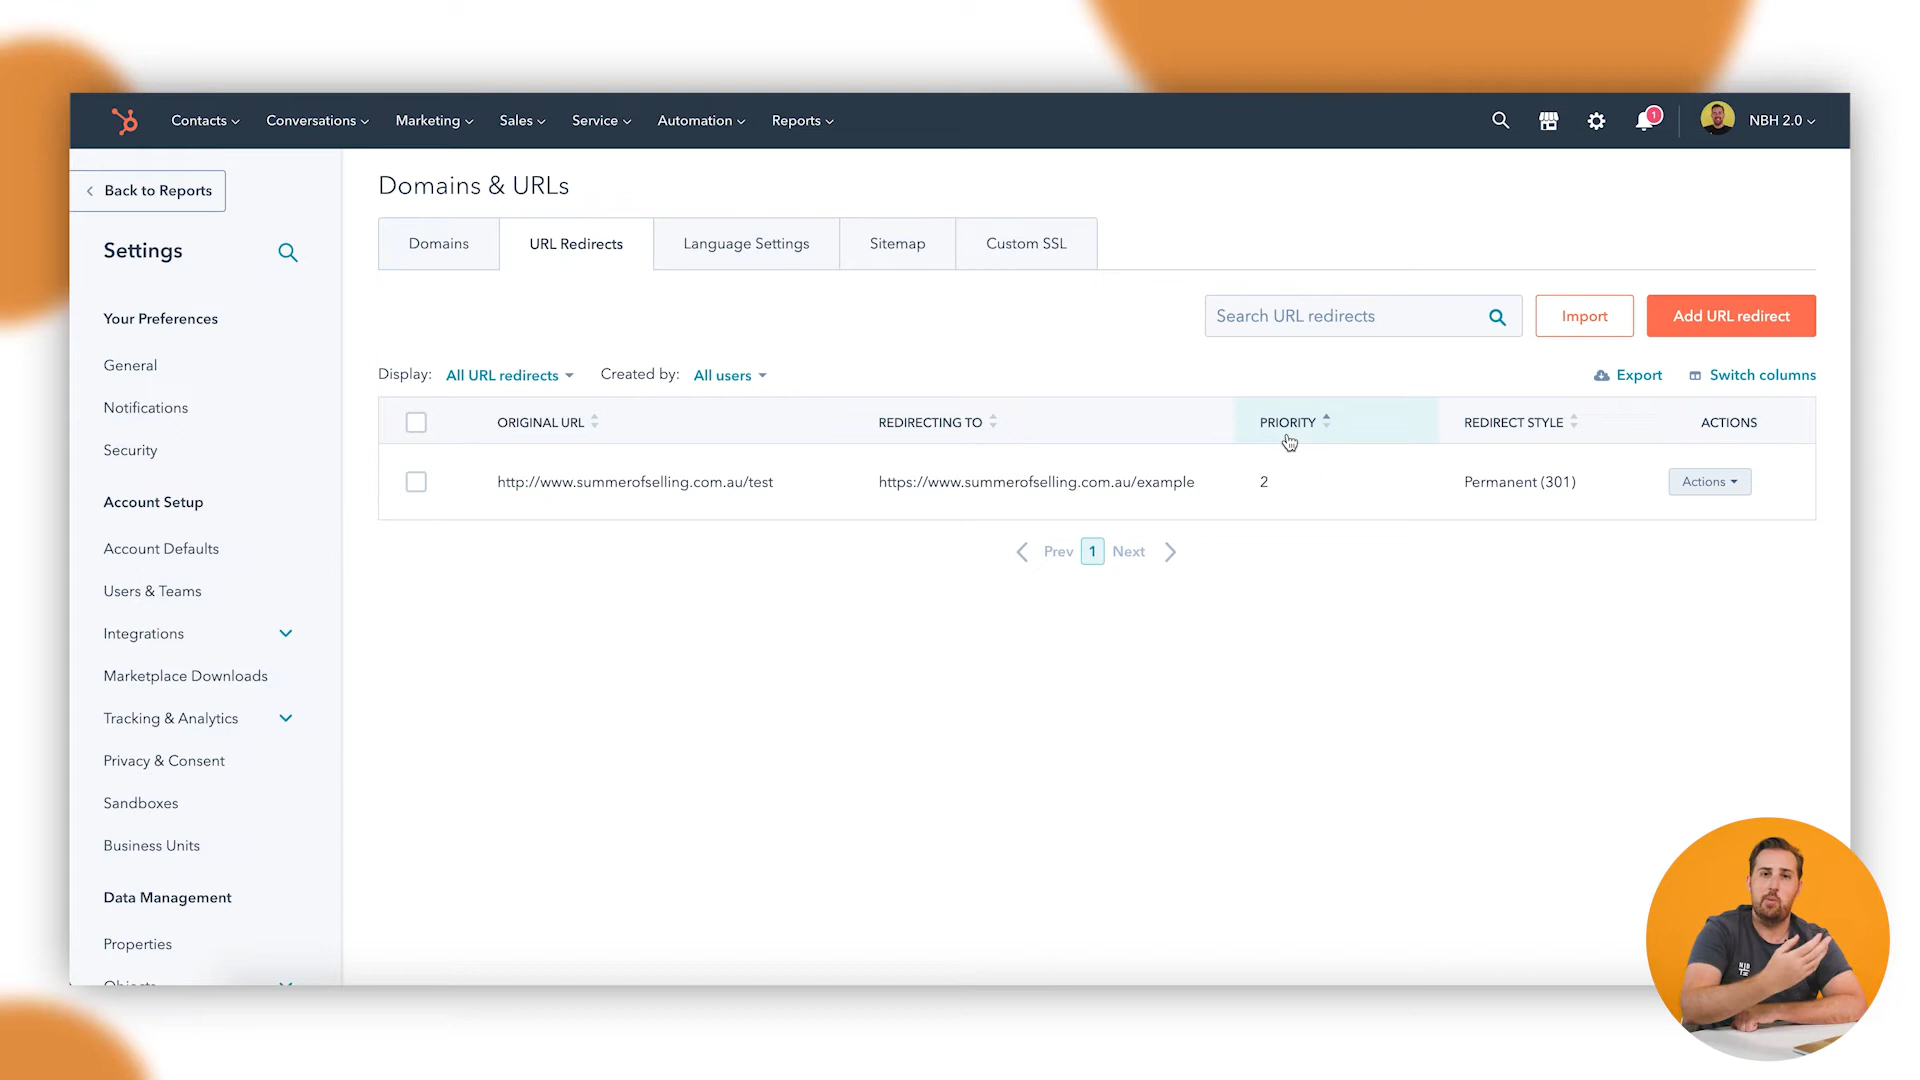 Contacts Conversations Marketing Sales Service Automation Reports 1 NBH 2.0
Back to Reports
Settings
Your Preferences
General
Notifications
Security
Account Setup
Account Defaults
Users & Teams
Integrations
Marketplace Downloads
Tracking & Analytics
Privacy & Consent
Sandboxes
Business Units
Data Management
Properties
Objects
Domains & URLs
Domains URL Redirects Language Settings Sitemap Custom SSL
Search URL redirects Import Add URL redirect
Display: All URL redirects Created by: All users Export Switch columns
ORIGINAL URL REDIRECTING TO PRIORITY REDIRECT STYLE ACTIONS
http://www.summerofselling.com.au/test https://www.summerofselling.com.au/example 2 Permanent (301) Actions
Prev 1 Next